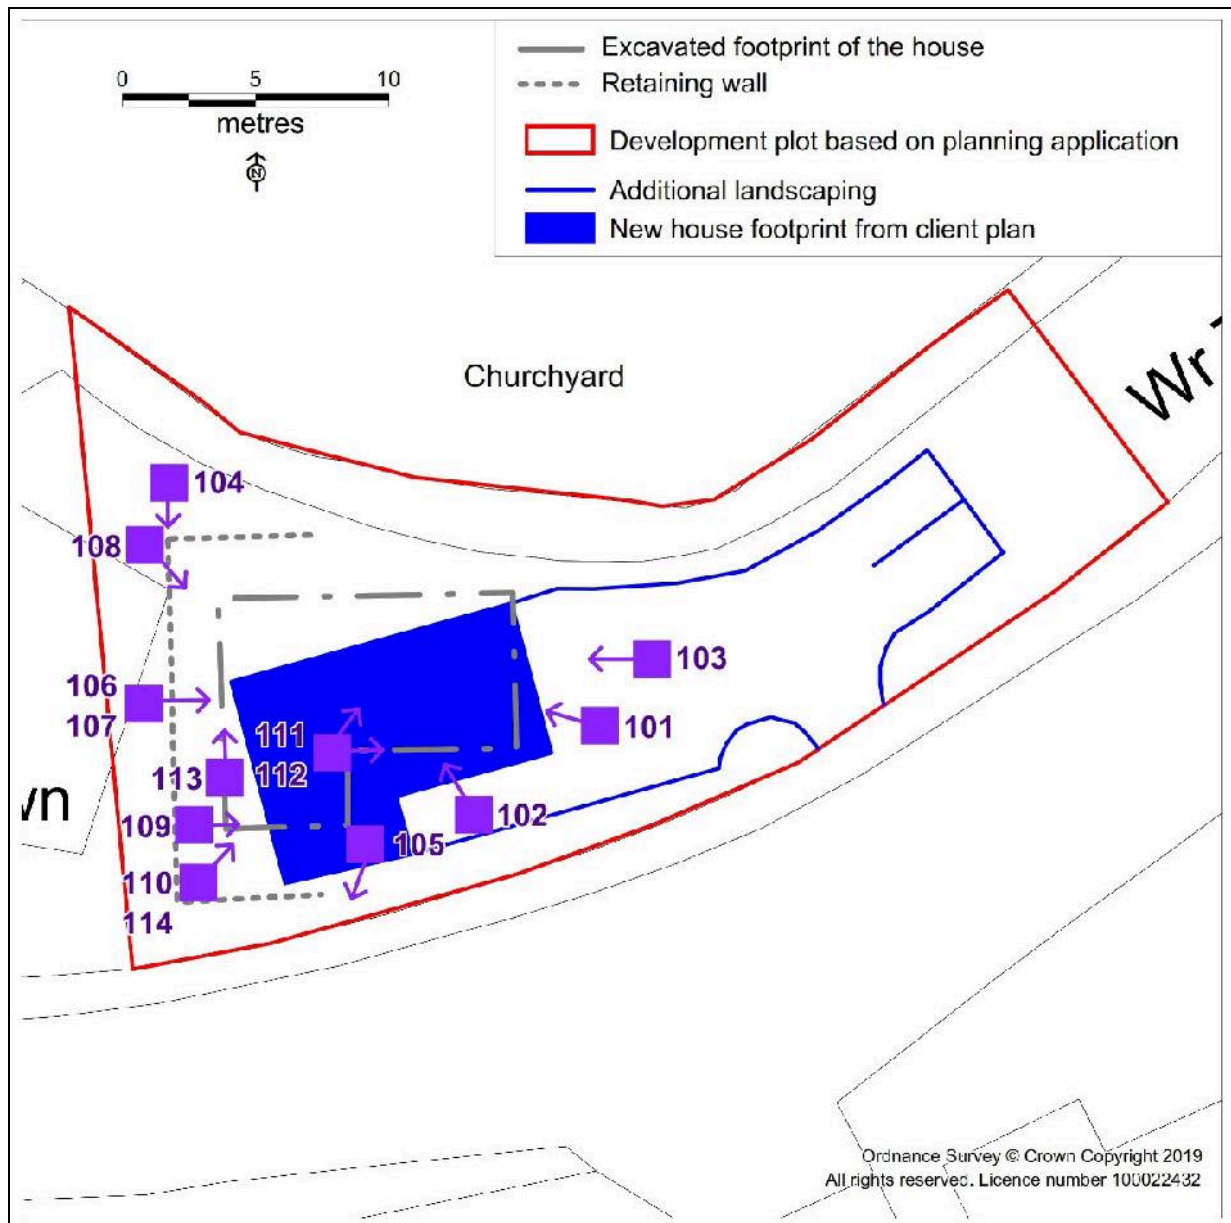 Excavated footprint of the house
Retaining wall
Development plot based on planning application
Additional landscaping
New house footprint from client plan
0 5 10
metres
N
Churchyard
Wr
104
108
103
106
107
101
111
112
113
109
102
105
110
114
wn
Ordnance Survey © Crown Copyright 2019
All rights reserved. Licence number 100022432